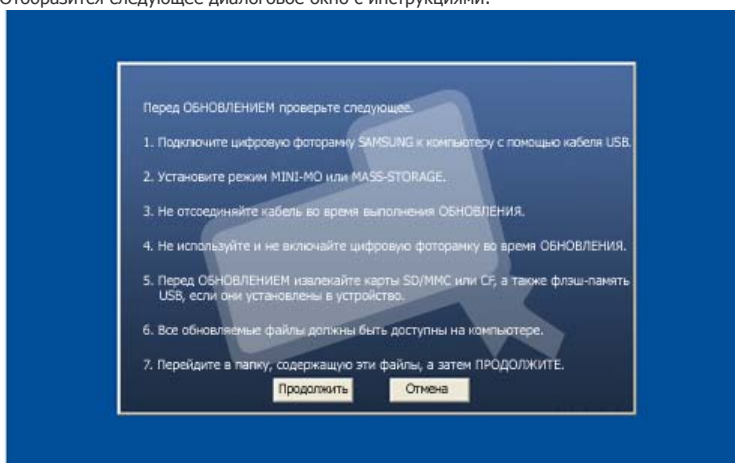 Отобразится следующее диалоговое окно с инструкциями.
Перед ОБНОВЛЕНИЕМ проверьте следующее.
1. Подключите цифровую фоторамку SAMSUNG к компьютеру с помощью кабеля USB.
2. Установите режим MINI-MO или MASS-STORAGE.
3. Не отсоединяйте кабель во время выполнения ОБНОВЛЕНИЯ.
4. Не используйте и не включайте цифровую фоторамку во время ОБНОВЛЕНИЯ.
5. Перед ОБНОВЛЕНИЕМ извлекайте карты SD/MMC или CF, а также флэш-память
USB, если они установлены в устройство.
6. Все обновляемые файлы должны быть доступны на компьютере.
7. Перейдите в папку, содержащую эти файлы, а затем ПРОДОЛЖИТЕ.
Продолжить Отмена